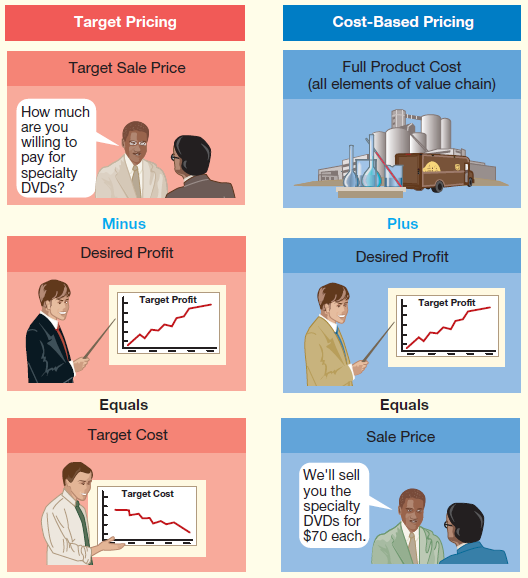 Target Pricing
Target Sale Price
How much
are you
willing to
pay for
specialty
DVDs?
Minus
Desired Profit
Target Profit
Equals
Target Cost
Target Cost
Cost-Based Pricing
Full Product Cost
(all elements of value chain)
Plus
Desired Profit
Target Profit
Equals
Sale Price
We'll sell
you the
specialty
DVDs for
$70 each.